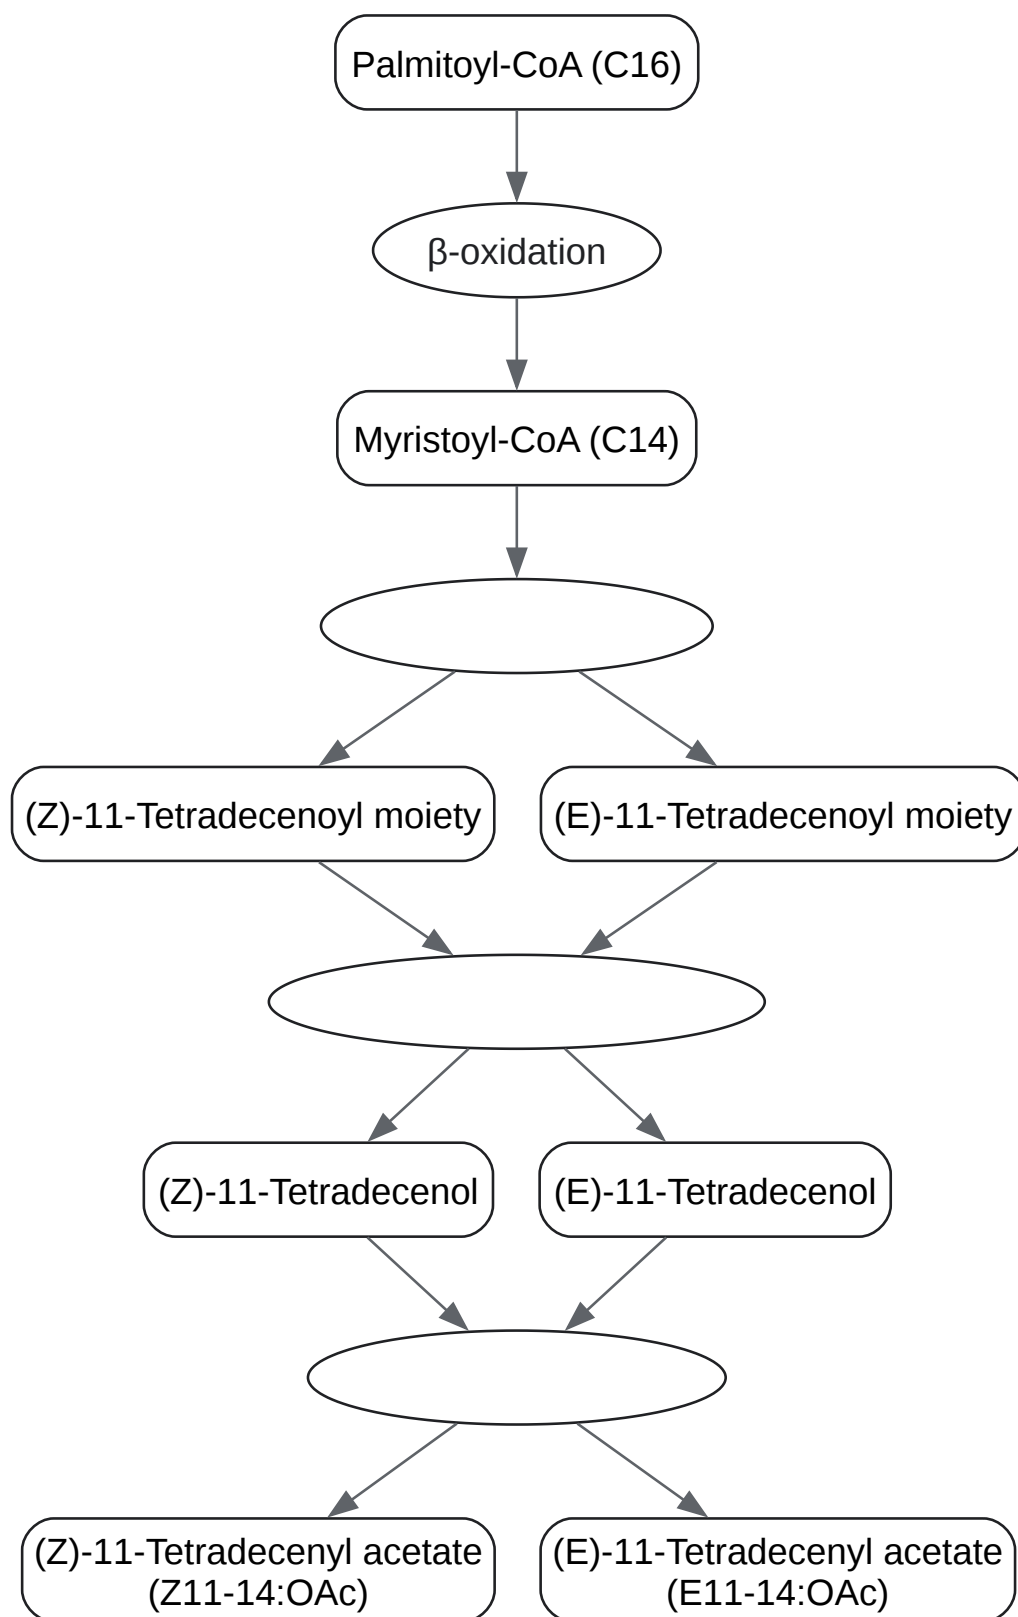 Palmitoyl-CoA (C16)
β-oxidation
Myristoyl-CoA (C14)
(Z)-11-Tetradecenoyl moiety
(E)-11-Tetradecenoyl moiety
(Z)-11-Tetradecenol
(E)-11-Tetradecenol
(Z)-11-Tetradecenyl acetate
(Z11-14:OAc)
(E)-11-Tetradecenyl acetate
(E11-14:OAc)